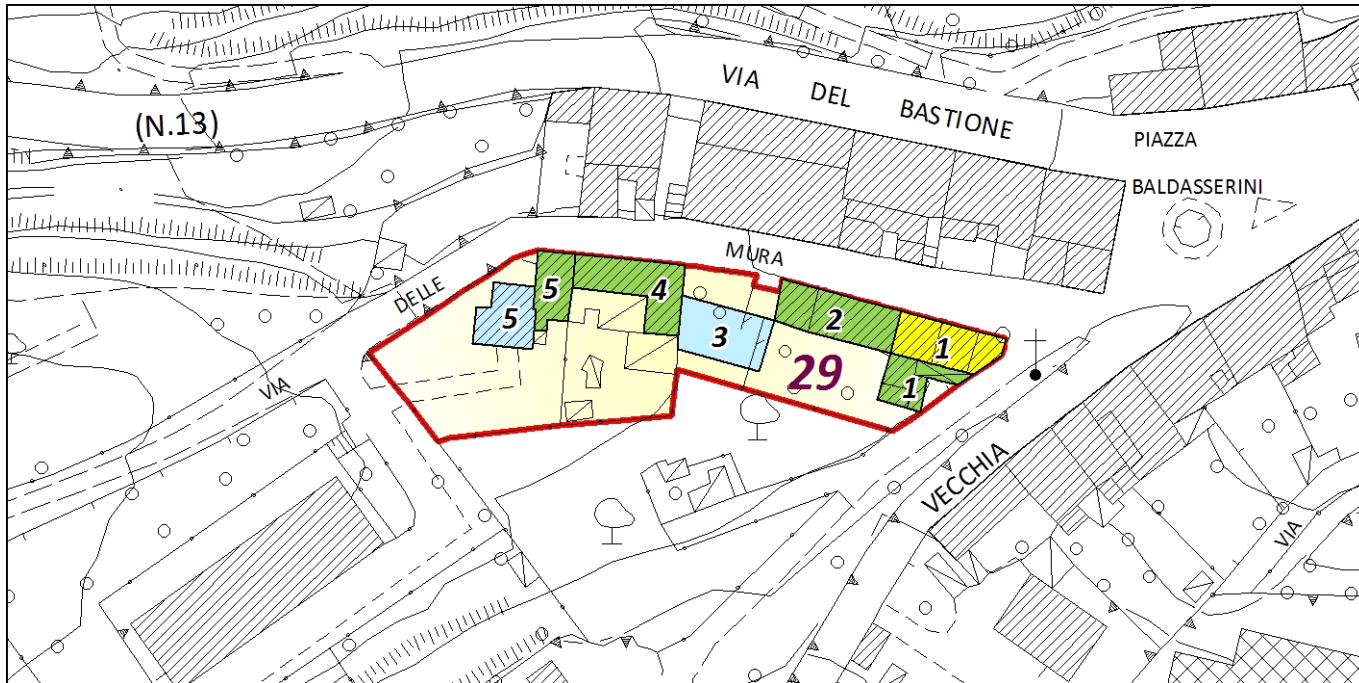 VIA DEL BASTIONE
(N.13)
PIAZZA
BALDASSERINI
MURA
DELLE
VIA
5
5
4
3
2
1
1
29
VECCHIA
VIA